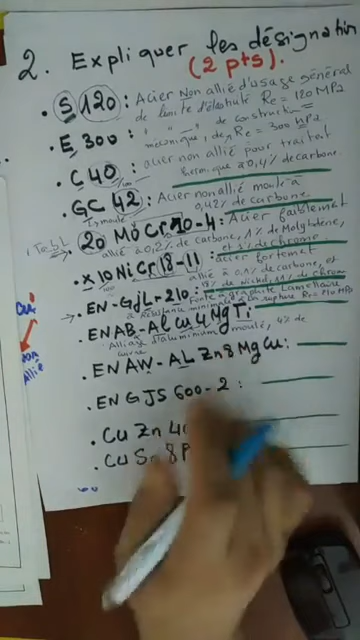 2. Expliquer les désignation
(2 pts).
S 120: Acier Non allié d'usage général
de limite d'élasticité Re = 120 MPa
E 300: " " de construction
mécanique, de Re = 300 MPa
C 40: acier non allié pour traitet
thermique à 0,4% de carbone.
GC 42: Acier non allié moulé à
moulé 0,42% de carbone
20 Mo Cr 10-4: Acier faiblement
allié à 0,2% de carbone, 1% de Molybdène,
et % de chrome
X 10 Ni Cr 18-11: acier fortement
allié à 0.1% de carbone, et
18% de Nickel, 11% de chrom
EN-GJL-210: Fonte à graphite Lamellaire
à Résistance minimale à la rupture Rr = 210 MPa
EN AB-Al Cu 4 Mg Ti:
Alliage d'aluminium moulé, 4% de
cuivre
EN AW-AL Zn 8 Mg Cu:
EN GJS 600-2:
Cu Zn 4
Cu Sn 8 P
Allié